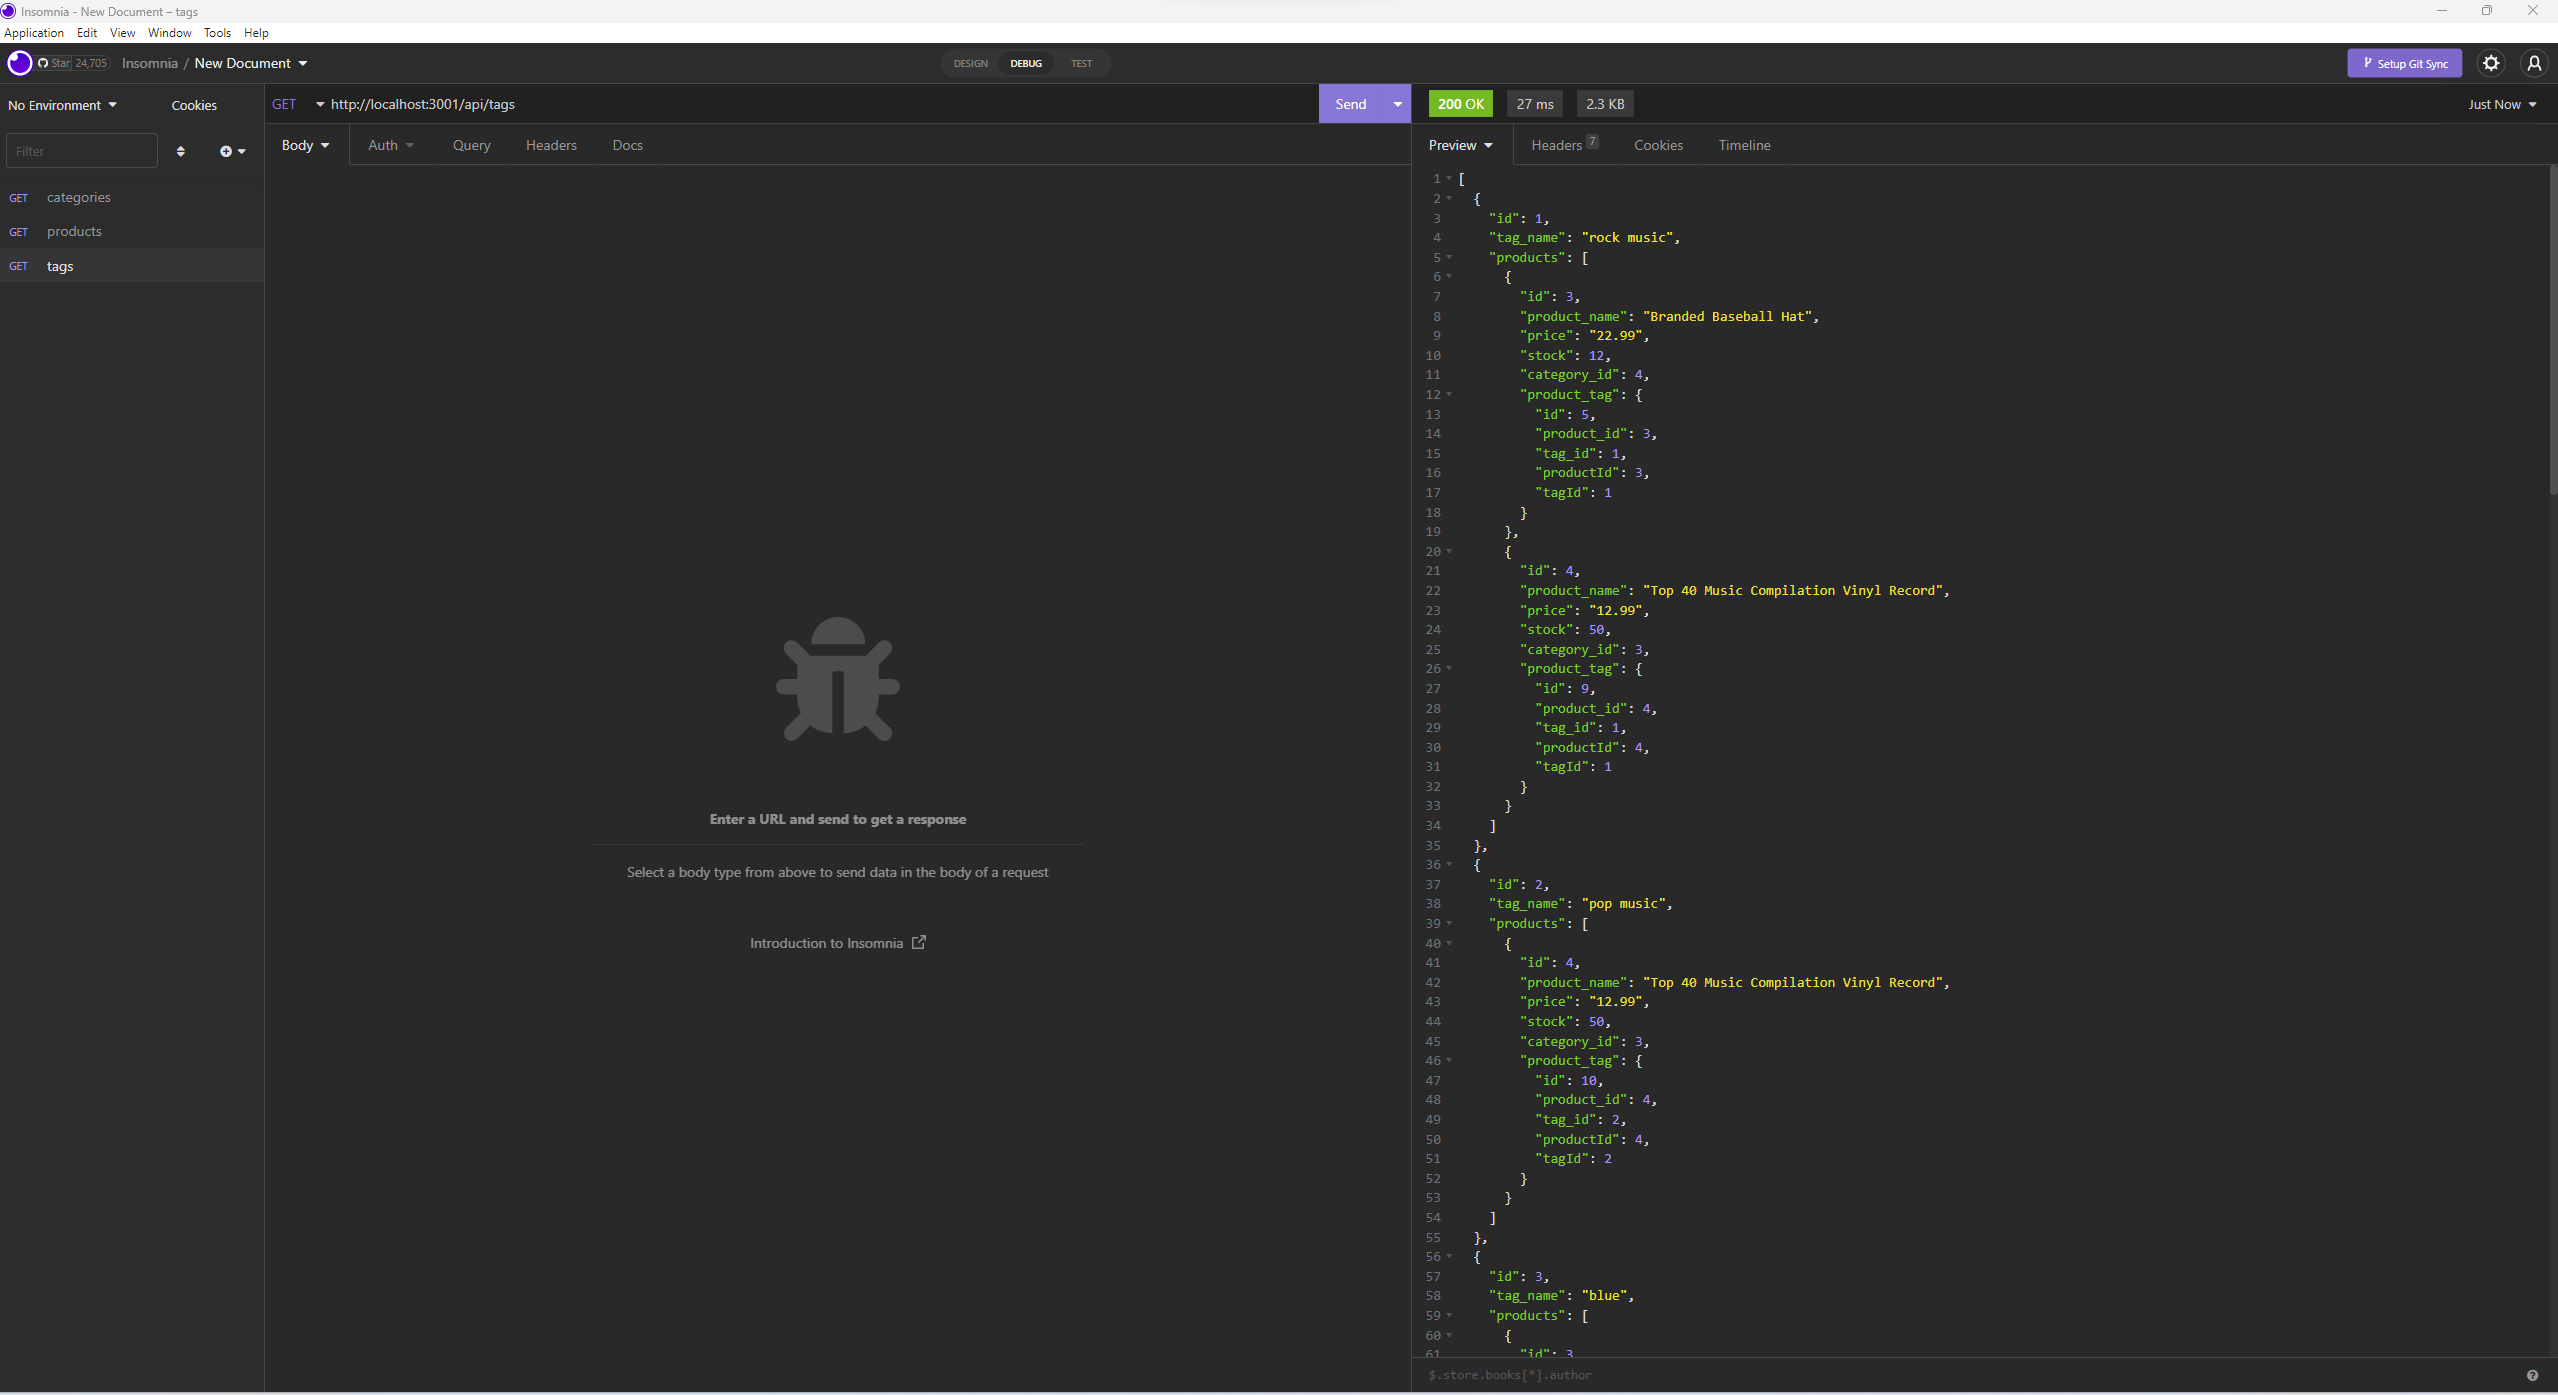 Insomnia - New Document – tags
Application Edit View Window Tools Help
Star 24,705 Insomnia / New Document DESIGN DEBUG TEST Setup Git Sync
No Environment Cookies
GET http://localhost:3001/api/tags Send 200 OK 27 ms 2.3 KB Just Now
Filter
Body Auth Query Headers Docs
Preview Headers 7 Cookies Timeline
GET categories
GET products
GET tags
Enter a URL and send to get a response
Select a body type from above to send data in the body of a request
Introduction to Insomnia
1 [
2 {
3 "id": 1,
4 "tag_name": "rock music",
5 "products": [
6 {
7 "id": 3,
8 "product_name": "Branded Baseball Hat",
9 "price": "22.99",
10 "stock": 12,
11 "category_id": 4,
12 "product_tag": {
13 "id": 5,
14 "product_id": 3,
15 "tag_id": 1,
16 "productId": 3,
17 "tagId": 1
18 }
19 },
20 {
21 "id": 4,
22 "product_name": "Top 40 Music Compilation Vinyl Record",
23 "price": "12.99",
24 "stock": 50,
25 "category_id": 3,
26 "product_tag": {
27 "id": 9,
28 "product_id": 4,
29 "tag_id": 1,
30 "productId": 4,
31 "tagId": 1
32 }
33 }
34 ]
35 },
36 {
37 "id": 2,
38 "tag_name": "pop music",
39 "products": [
40 {
41 "id": 4,
42 "product_name": "Top 40 Music Compilation Vinyl Record",
43 "price": "12.99",
44 "stock": 50,
45 "category_id": 3,
46 "product_tag": {
47 "id": 10,
48 "product_id": 4,
49 "tag_id": 2,
50 "productId": 4,
51 "tagId": 2
52 }
53 }
54 ]
55 },
56 {
57 "id": 3,
58 "tag_name": "blue",
59 "products": [
60 {
61 "id": 3
$.store.books[*].author